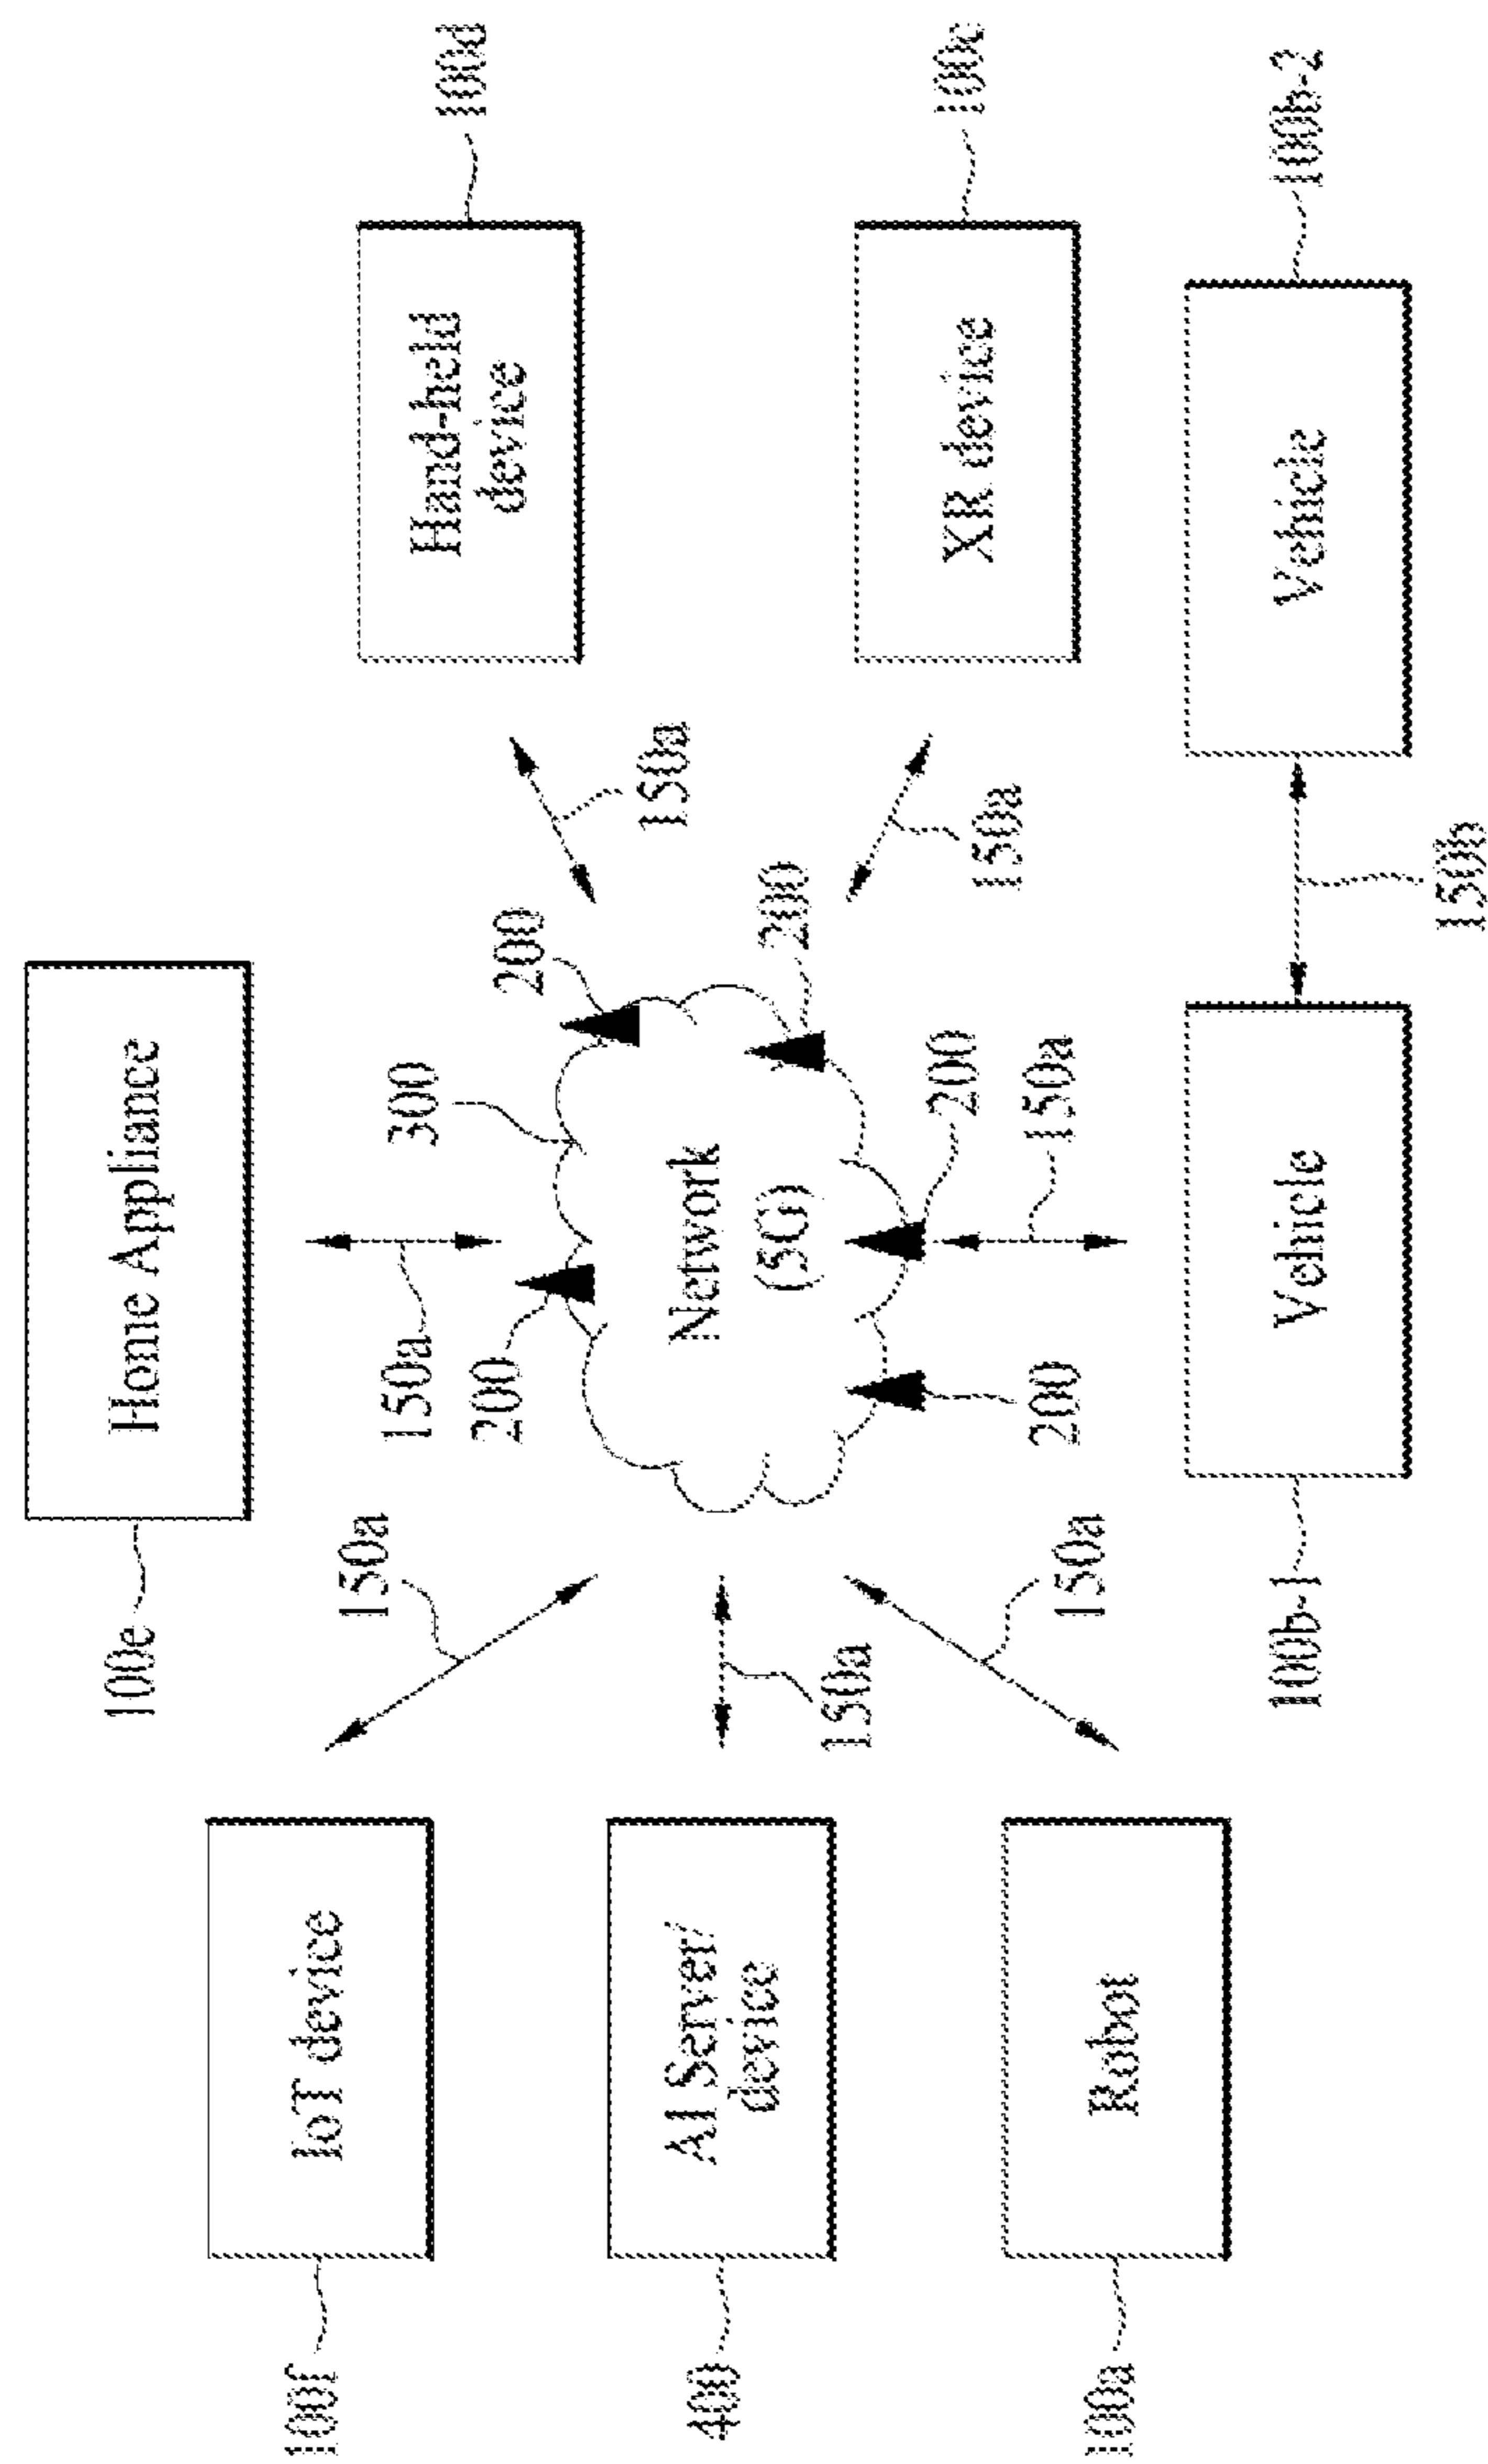 100e
Home Appliance
100f
IoT device
150a
150a
300
Hand-held
device
100d
200
200
150a
400
AI Server/
device
Network
(5G)
200
150a
200
150a
XR device
100c
100a
Robot
150a
200
150a
100b-1
Vehicle
Vehicle
100b-2
150b